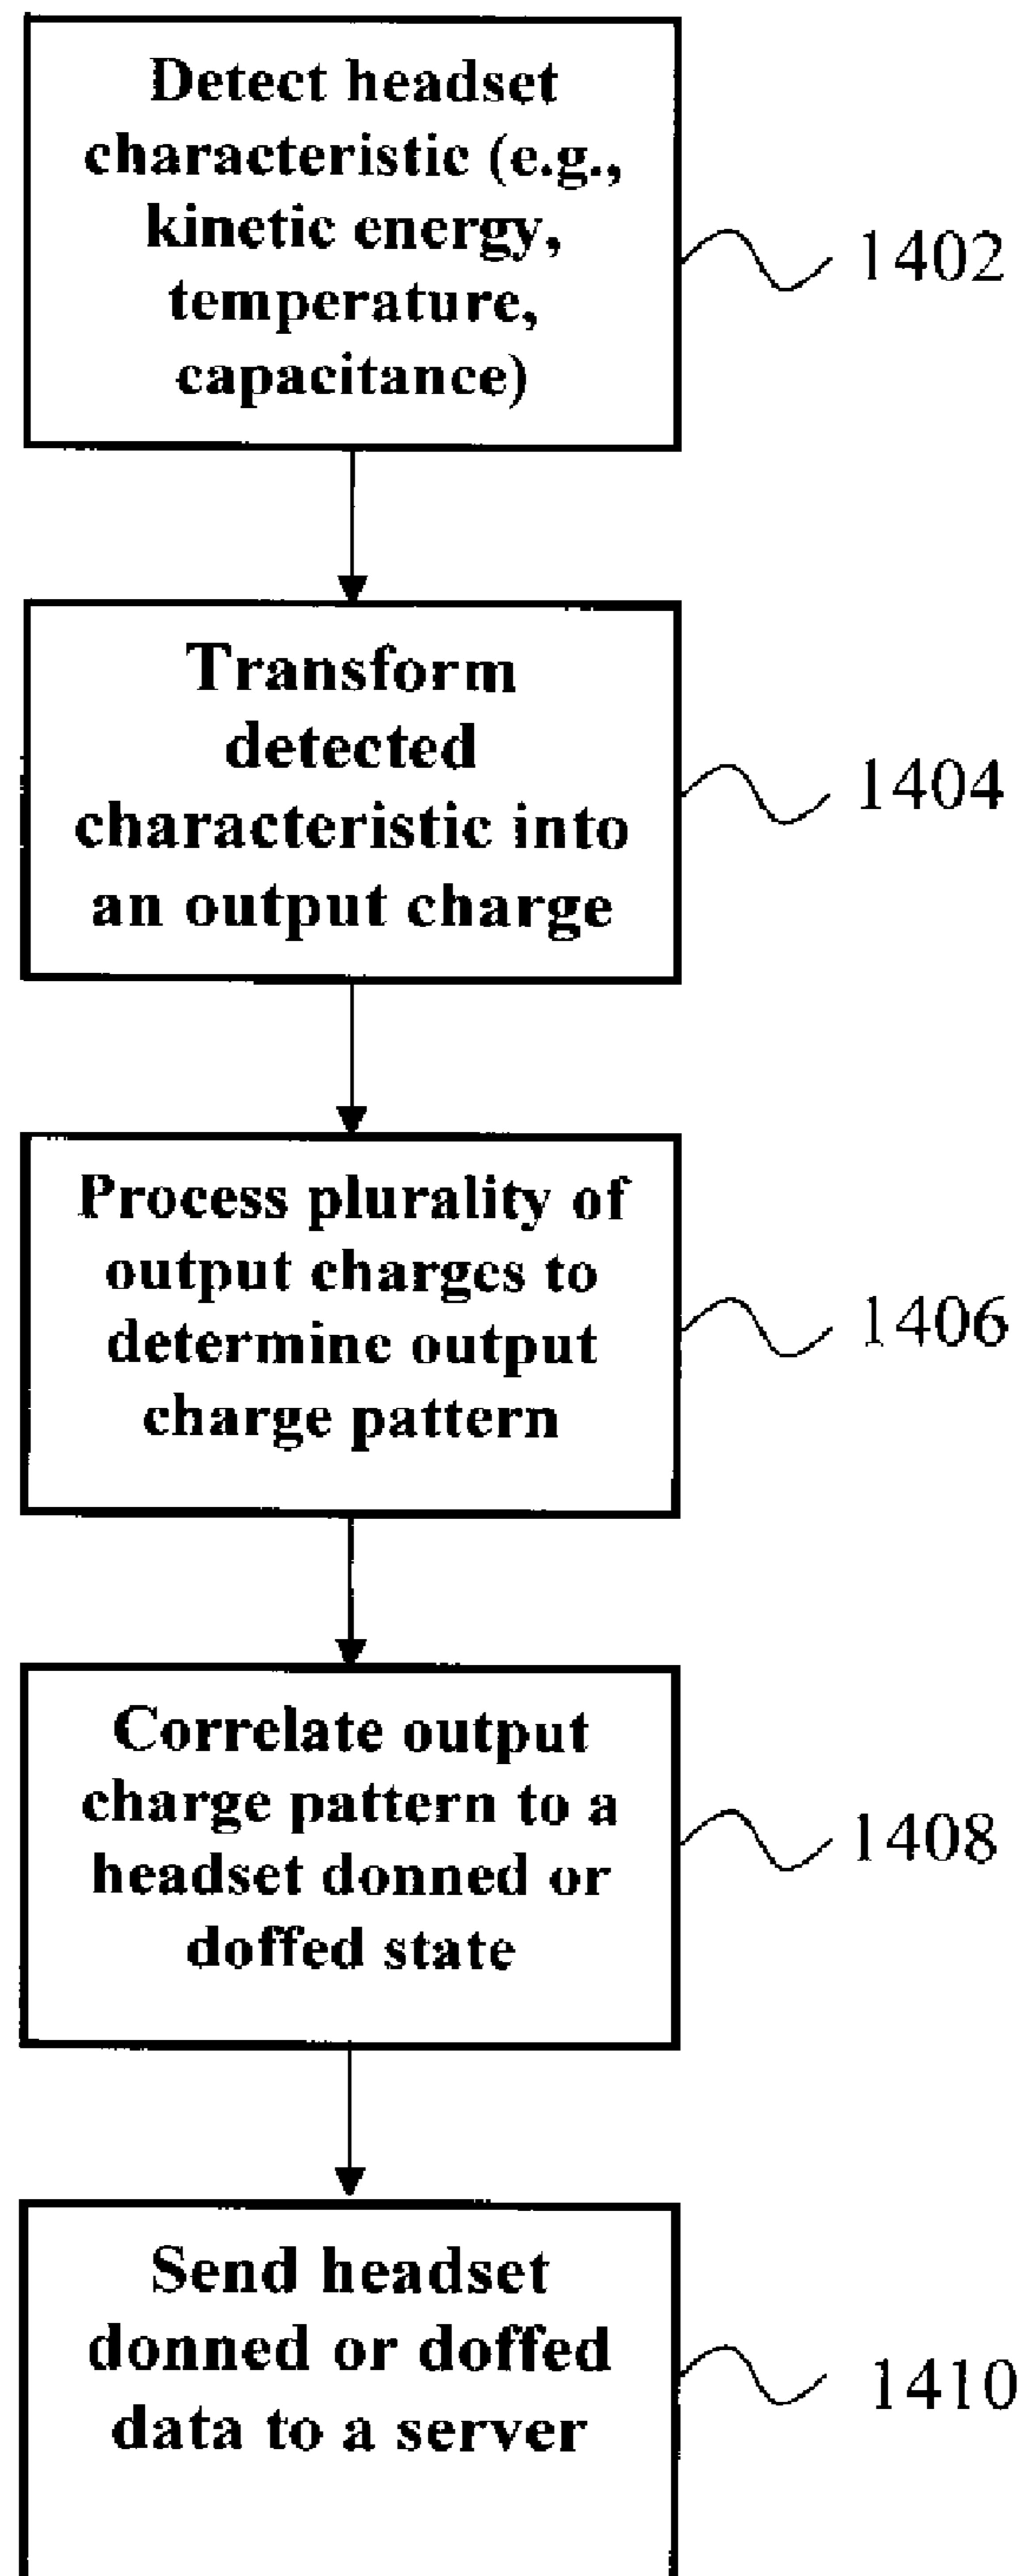 Detect headset
characteristic (e.g.,
kinetic energy,
temperature,
capacitance)
1402
Transform
detected
characteristic into
an output charge
1404
Process plurality of
output charges to
determine output
charge pattern
1406
Correlate output
charge pattern to a
headset donned or
doffed state
1408
Send headset
donned or doffed
data to a server
1410